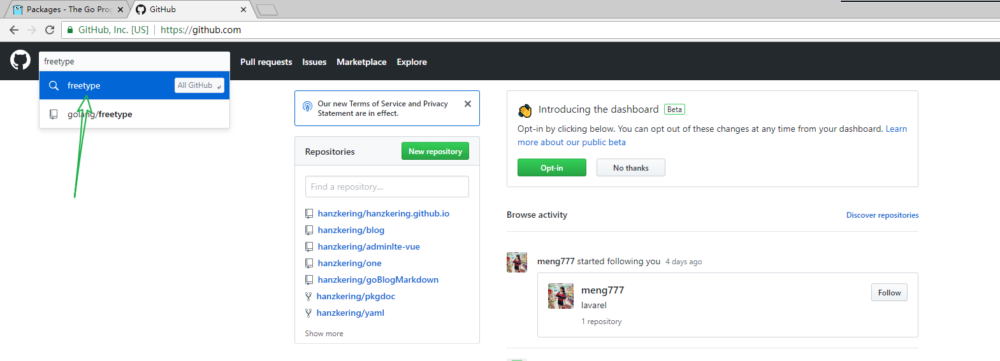 Packages - The Go Prog
GitHub
GitHub, Inc. [US] | https://github.com
freetype
Pull requests Issues Marketplace Explore
freetype All GitHub
golang/freetype
Our new Terms of Service and Privacy
Statement are in effect.
Repositories
New repository
Find a repository...
hanzkering/hanzkering.github.io
hanzkering/blog
hanzkering/adminlte-vue
hanzkering/one
hanzkering/goBlogMarkdown
hanzkering/pkgdoc
hanzkering/yaml
Show more
Introducing the dashboard Beta
Opt-in by clicking below. You can opt out of these changes at any time from your dashboard. Learn
more about our public beta
Opt-in No thanks
Browse activity Discover repositories
meng777 started following you 4 days ago
meng777
Follow
lavarel
1 repository